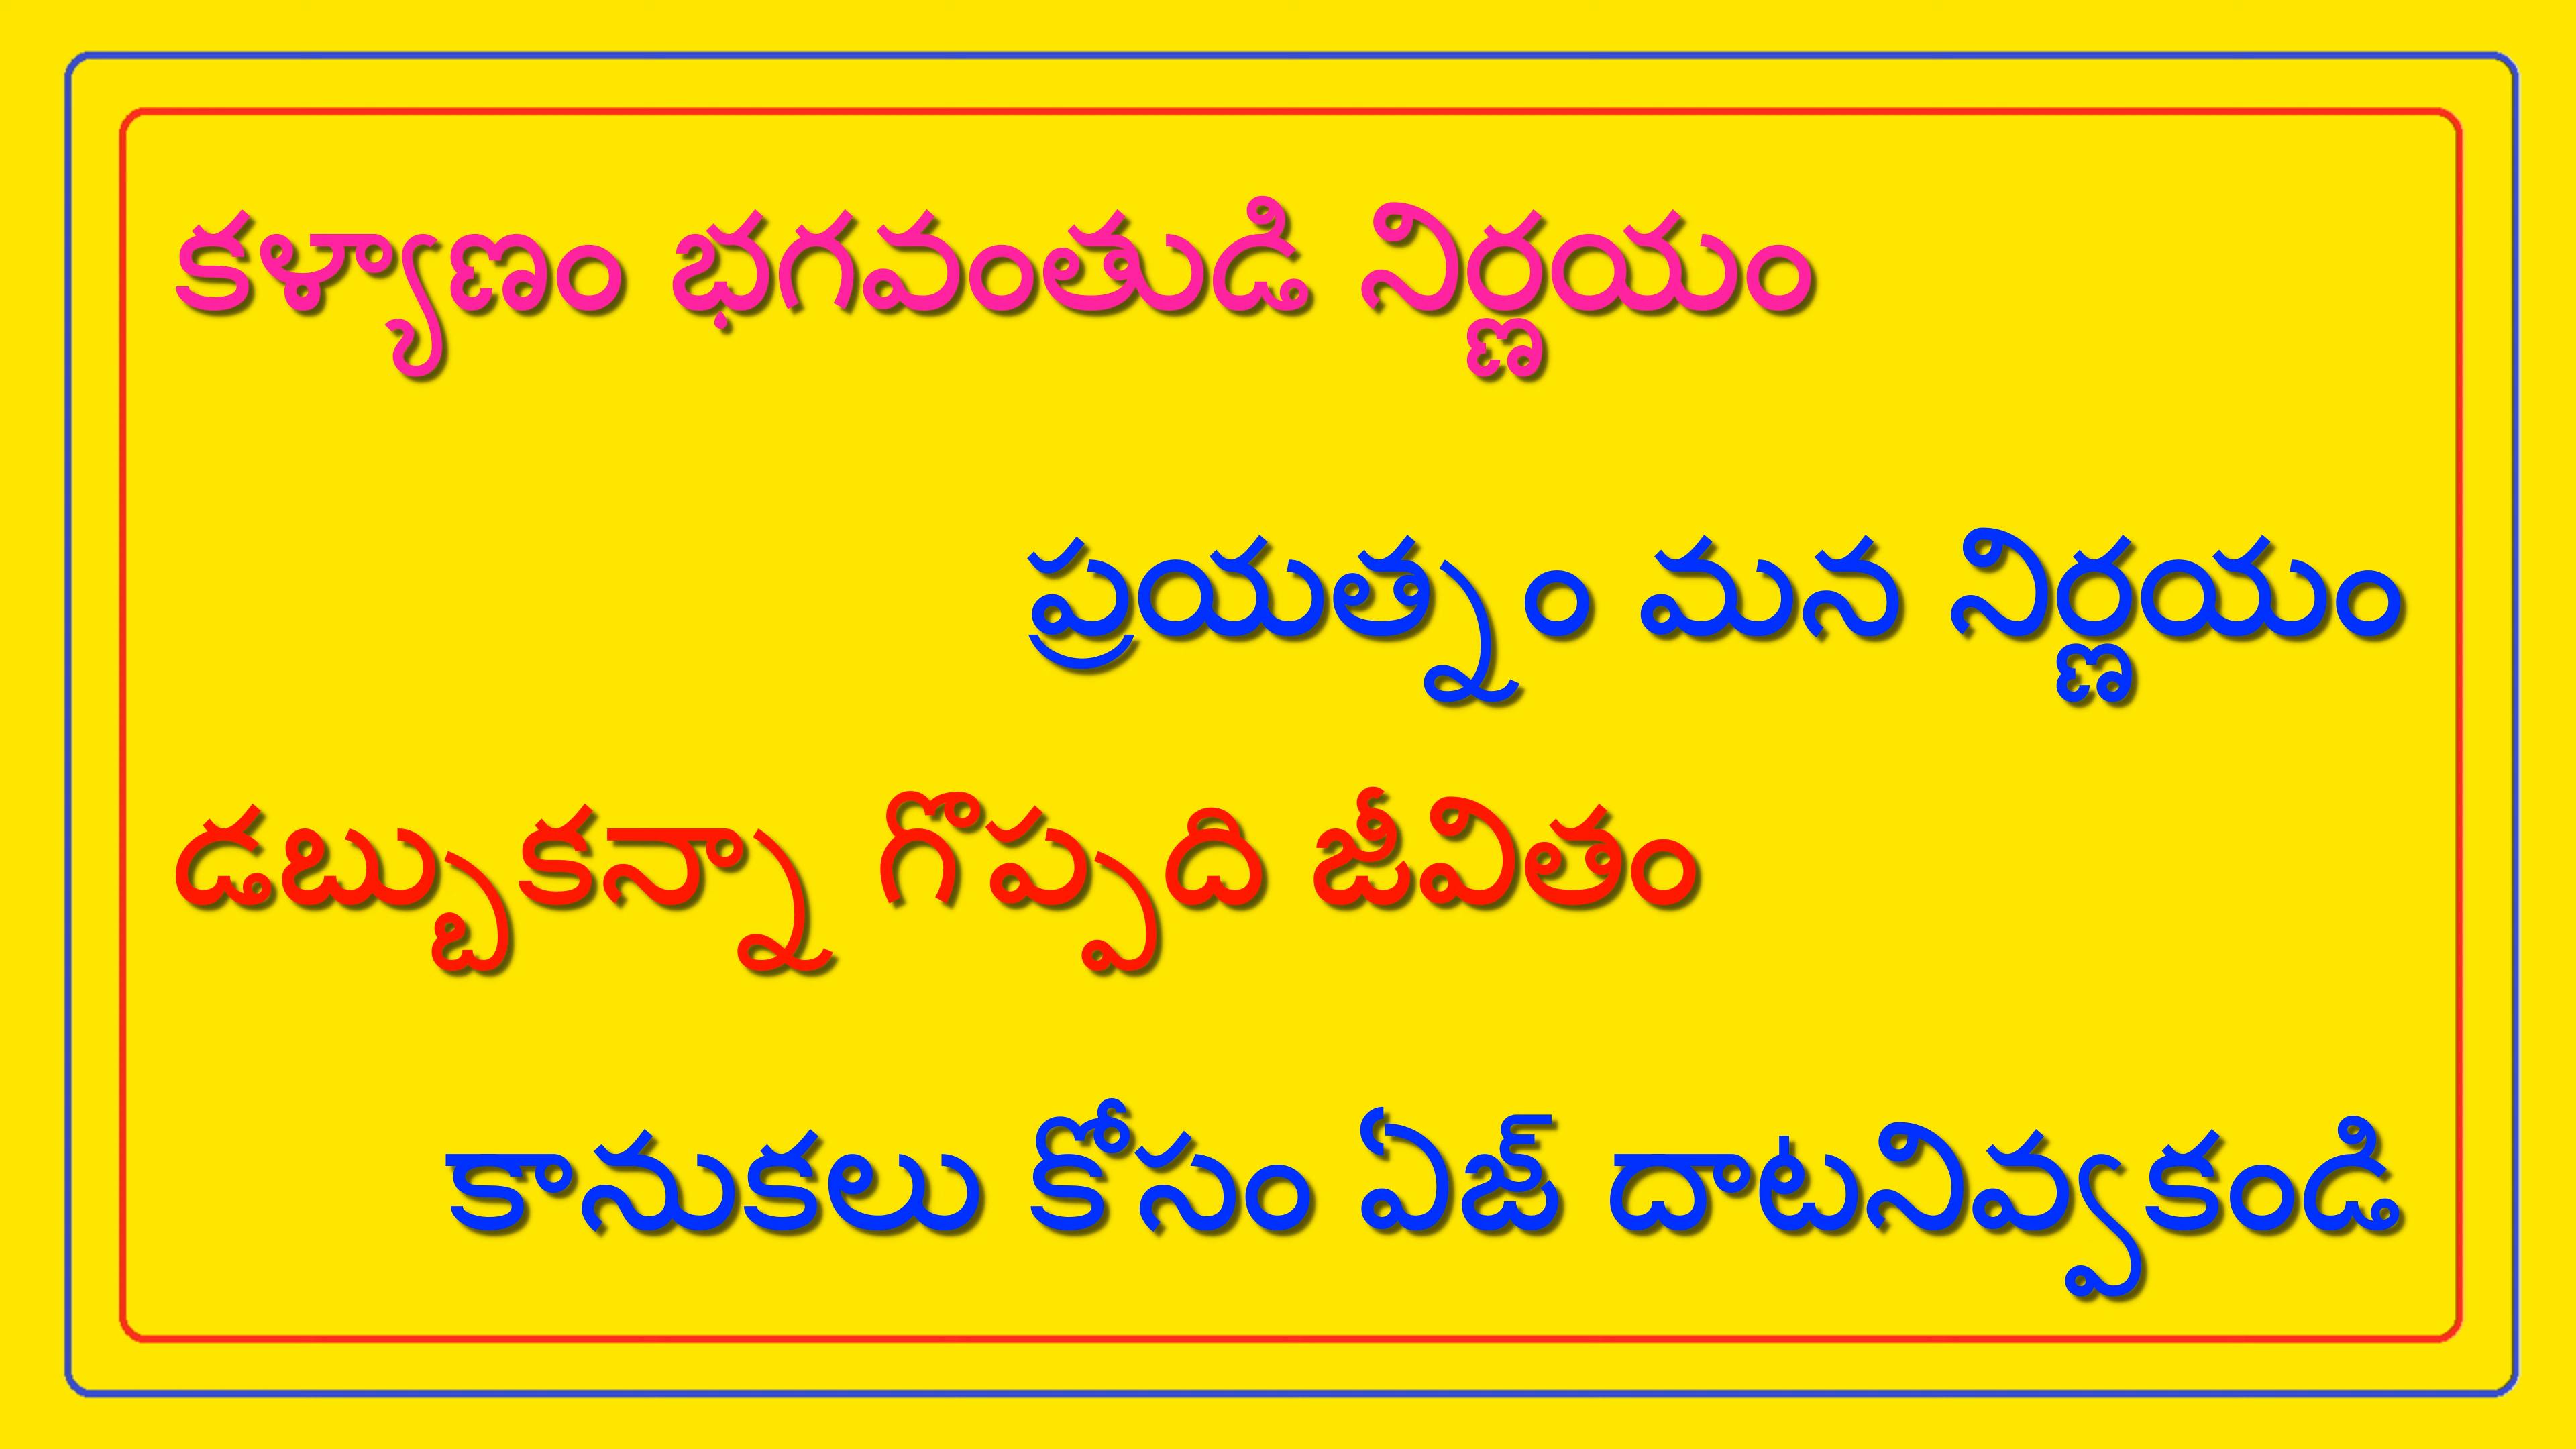 కళ్యాణం భగవంతుడి నిర్ణయం
ప్రయత్నం మన నిర్ణయం
డబ్బుకన్నా గొప్పది జీవితం
కానుకలు కోసం ఏజ్ దాటనివ్వకండి